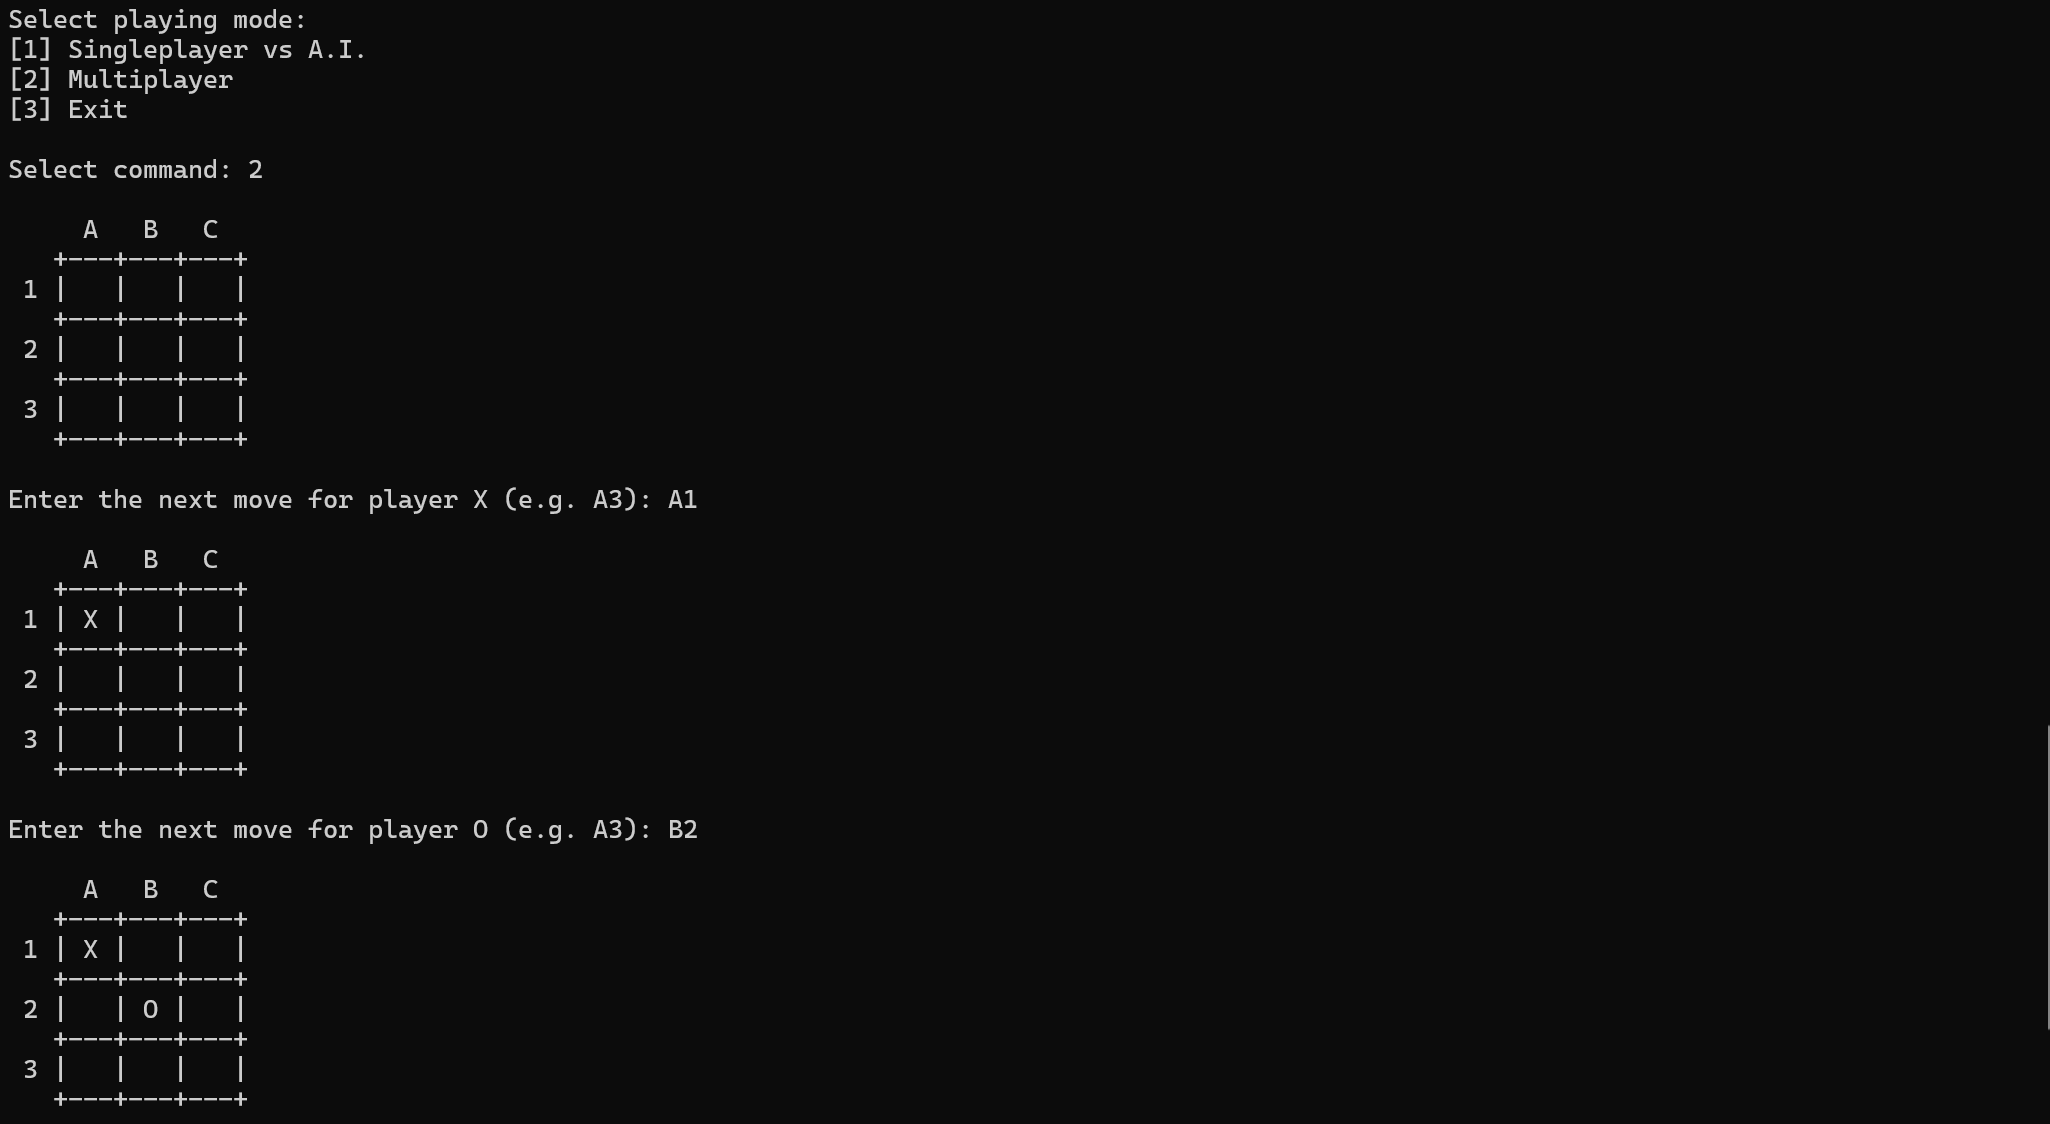 Select playing mode:
[1] Singleplayer vs A.I.
[2] Multiplayer
[3] Exit

Select command: 2

     A   B   C
   +---+---+---+
 1 |   |   |   |
   +---+---+---+
 2 |   |   |   |
   +---+---+---+
 3 |   |   |   |
   +---+---+---+

Enter the next move for player X (e.g. A3): A1

     A   B   C
   +---+---+---+
 1 | X |   |   |
   +---+---+---+
 2 |   |   |   |
   +---+---+---+
 3 |   |   |   |
   +---+---+---+

Enter the next move for player O (e.g. A3): B2

     A   B   C
   +---+---+---+
 1 | X |   |   |
   +---+---+---+
 2 |   | O |   |
   +---+---+---+
 3 |   |   |   |
   +---+---+---+